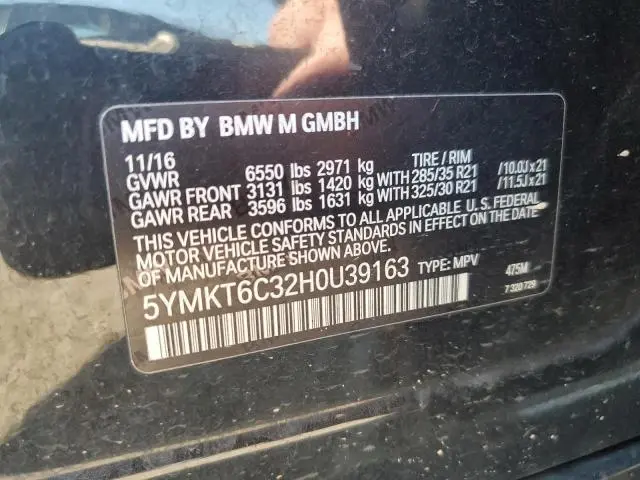 MFD BY BMW M GMBH
11/16 TIRE / RIM
GVWR 6550 lbs 2971 kg
GAWR FRONT 3131 lbs 1420 kg WITH 285/35 R21 /10.0J x 21
GAWR REAR 3596 lbs 1631 kg WITH 325/30 R21 /11.5J x 21
THIS VEHICLE CONFORMS TO ALL APPLICABLE U. S. FEDERAL
MOTOR VEHICLE SAFETY STANDARDS IN EFFECT ON THE DATE
OF MANUFACTURE SHOWN ABOVE.
5YMKT6C32H0U39163 TYPE: MPV 475M
7 320 729